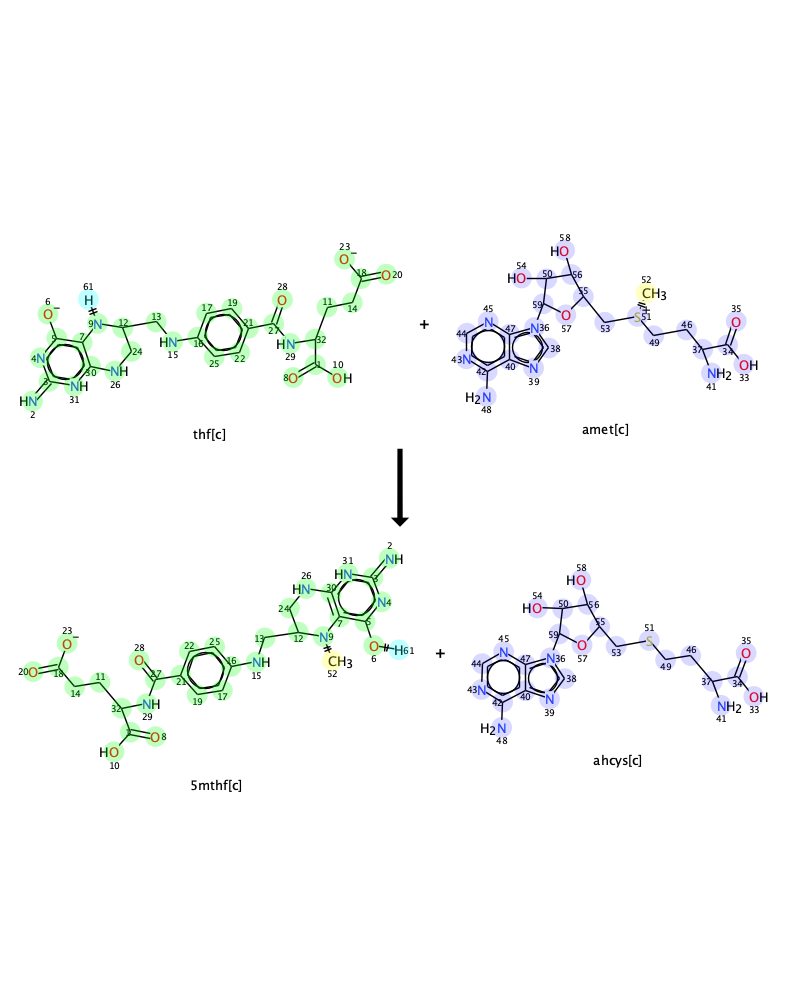 23
O−
18
O 20
61
H
28
O
6
O−
17
19
11
14
13
9 N
12
5
7
21
27
16
HN
15
HN
29
32
4 N
24
25
22
3
30
NH
26
NH
31
HN
2
1
8 O
10
OH
thf[c]
+
58
HO
54
HO
50
56
55
59
O
57
52
CH3
S+
51
53
49
46
35
O
37
34
OH
33
NH2
41
45
N
47
N 36
44
38
43 N
42
40
N
39
H2N
48
amet[c]
2
NH
31
HN
3
26
HN
30
N 4
24
7
5
N 9
13
12
O
6
H 61
CH3
52
23
O−
28
O
22
25
16
NH
15
20 O
18
11
14
27
21
19
17
32
NH
29
1
O 8
HO
10
5mthf[c]
+
58
HO
54
HO
50
56
55
59
O
57
51
S
53
49
46
35
O
37
34
OH
33
NH2
41
45
N
47
N 36
44
38
43 N
42
40
N
39
H2N
48
ahcys[c]